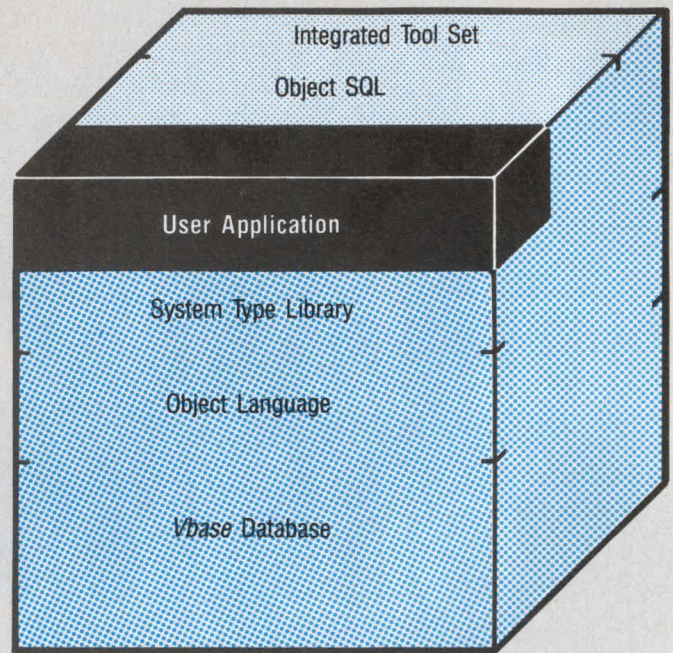 Integrated Tool Set
Object SQL
User Application
System Type Library
Object Language
Vbase Database